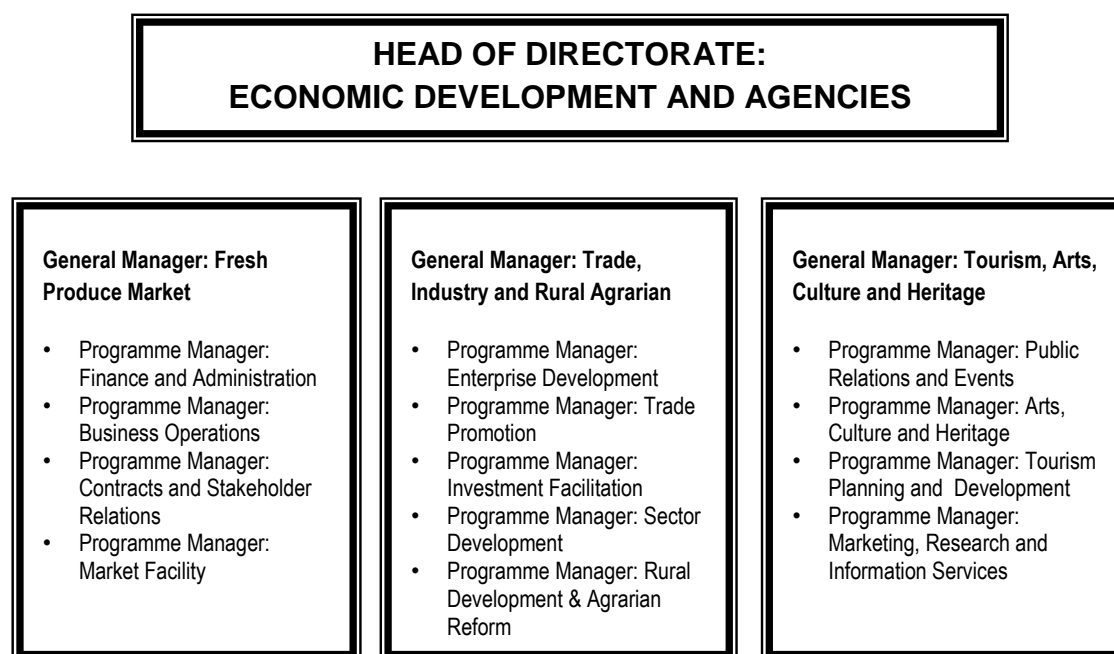 HEAD OF DIRECTORATE:
ECONOMIC DEVELOPMENT AND AGENCIES
General Manager: Fresh
Produce Market
• Programme Manager:
Finance and Administration
• Programme Manager:
Business Operations
• Programme Manager:
Contracts and Stakeholder
Relations
• Programme Manager:
Market Facility
General Manager: Trade,
Industry and Rural Agrarian
• Programme Manager:
Enterprise Development
• Programme Manager: Trade
Promotion
• Programme Manager:
Investment Facilitation
• Programme Manager: Sector
Development
• Programme Manager: Rural
Development & Agrarian
Reform
General Manager: Tourism, Arts,
Culture and Heritage
• Programme Manager: Public
Relations and Events
• Programme Manager: Arts,
Culture and Heritage
• Programme Manager: Tourism
Planning and Development
• Programme Manager:
Marketing, Research and
Information Services